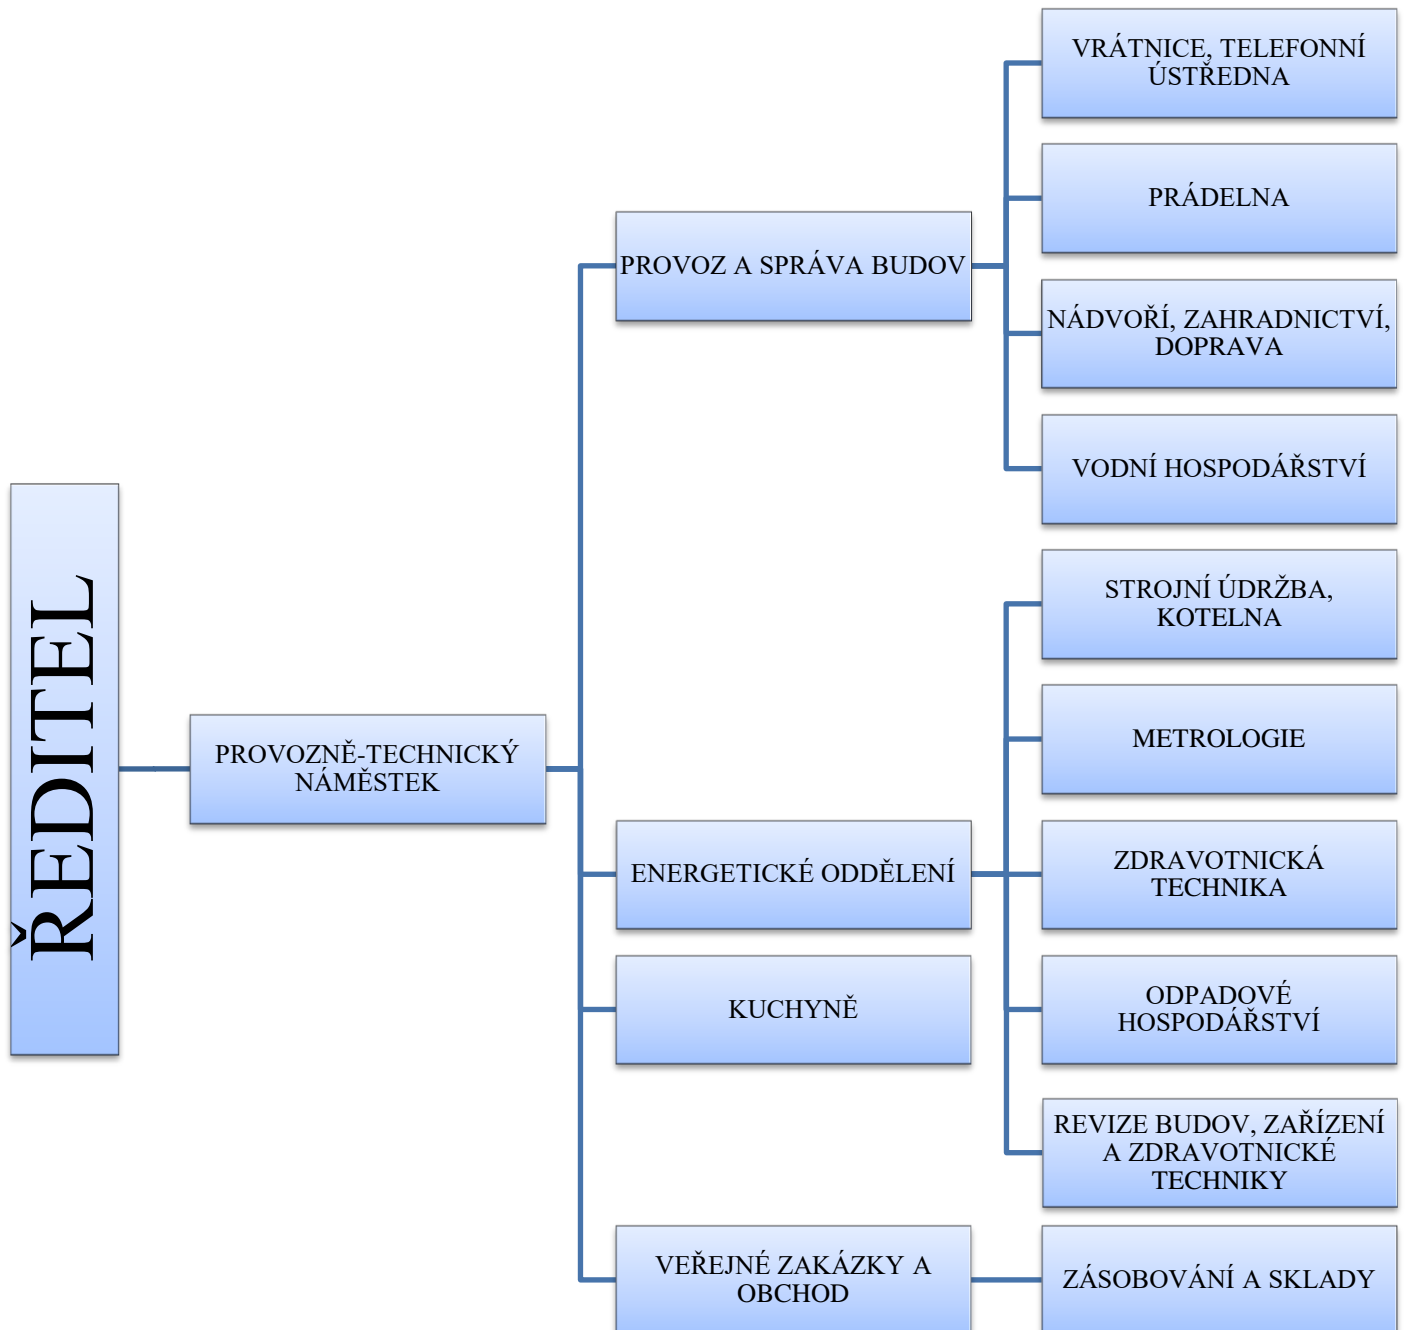 ŘEDITEL
PROVOZNĚ-TECHNICKÝ
NÁMĚSTEK
PROVOZ A SPRÁVA BUDOV
VRÁTNICE, TELEFONNÍ
ÚSTŘEDNA
PRÁDELNA
NÁDVOŘÍ, ZAHRADNICTVÍ,
DOPRAVA
VODNÍ HOSPODÁŘSTVÍ
ENERGETICKÉ ODDĚLENÍ
STROJNÍ ÚDRŽBA,
KOTELNA
METROLOGIE
ZDRAVOTNICKÁ
TECHNIKA
ODPADOVÉ
HOSPODÁŘSTVÍ
REVIZE BUDOV, ZAŘÍZENÍ
A ZDRAVOTNICKÉ
TECHNIKY
KUCHYNĚ
VEŘEJNÉ ZAKÁZKY A
OBCHOD
ZÁSOBOVÁNÍ A SKLADY